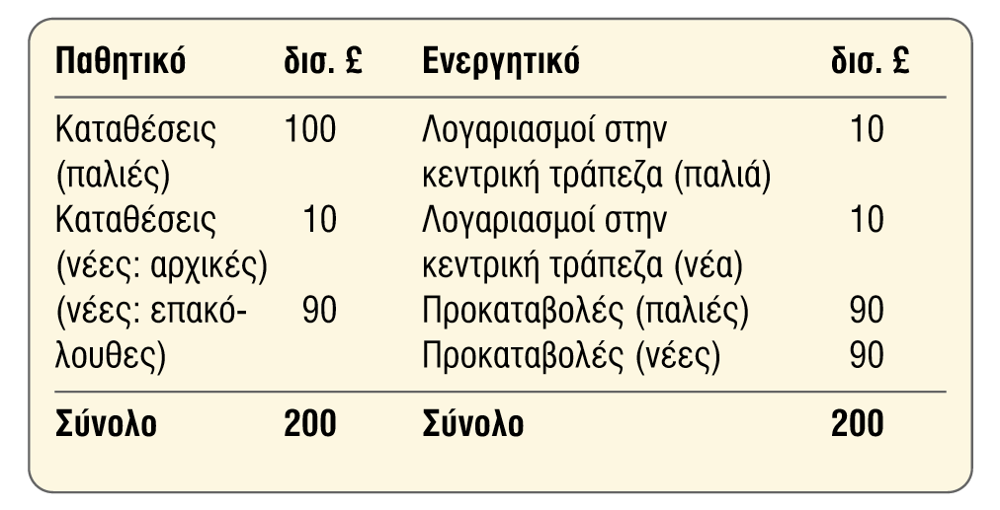 Παθητικό δισ. £ Ενεργητικό δισ. £
Καταθέσεις 100 Λογαριασμοί στην 10
(παλιές) κεντρική τράπεζα (παλιά)
Καταθέσεις 10 Λογαριασμοί στην 10
(νέες: αρχικές) κεντρική τράπεζα (νέα)
(νέες: επακό- 90 Προκαταβολές (παλιές) 90
λουθες) Προκαταβολές (νέες) 90
Σύνολο 200 Σύνολο 200